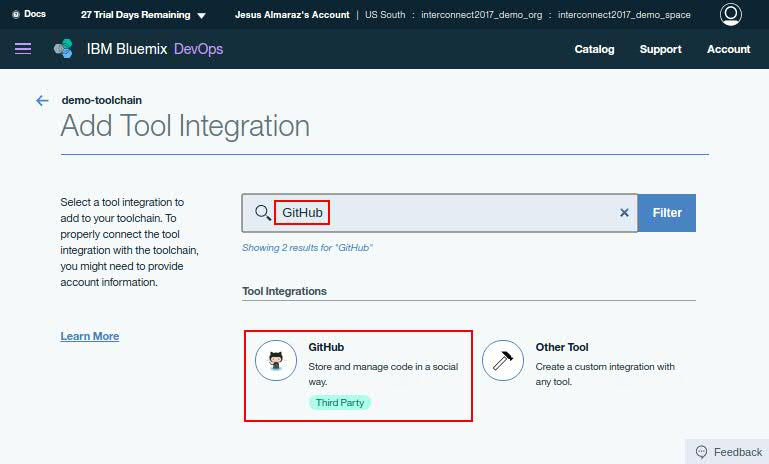 Docs 27 Trial Days Remaining Jesus Almaraz's Account | US South : interconnect2017_demo_org : interconnect2017_demo_space
IBM Bluemix DevOps Catalog Support Account
demo-toolchain
Add Tool Integration
Select a tool integration to
add to your toolchain. To
properly connect the tool
integration with the toolchain,
you might need to provide
account information.
Learn More
GitHub Filter
Showing 2 results for "GitHub"
Tool Integrations
GitHub
Store and manage code in a social
way.
Third Party
Other Tool
Create a custom integration with
any tool.
Feedback